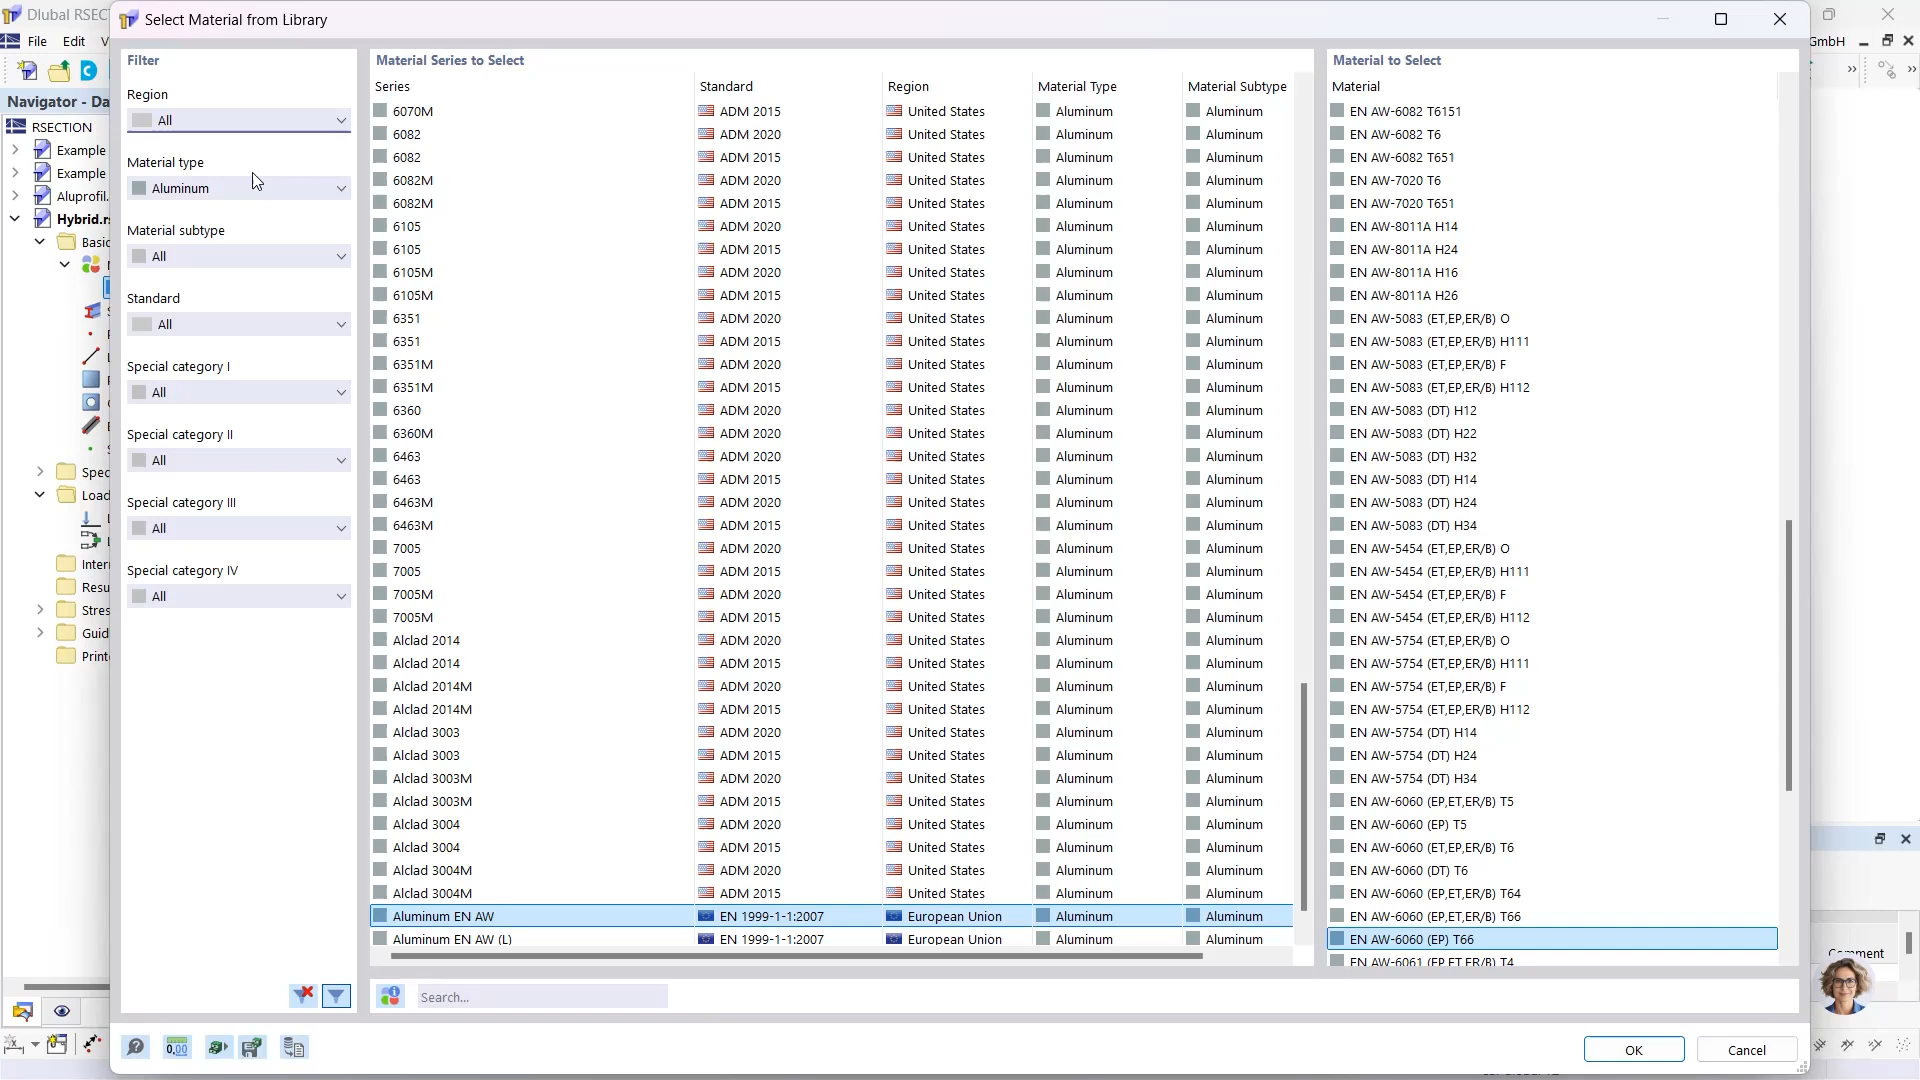 Dlubal RSECT
Select Material from Library
File
Edit
V
GmbH
Navigator - Da
RSECTION
Example
Example
Aluprofil.
Hybrid.rs
Basic
Spec
Load
Inter
Resu
Stres
Guid
Print
Filter
Region
All
Material type
Aluminum
Material subtype
All
Standard
All
Special category I
All
Special category II
All
Special category III
All
Special category IV
All
Material Series to Select
Series Standard Region Material Type Material Subtype
6070M ADM 2015 United States Aluminum Aluminum
6082 ADM 2020 United States Aluminum Aluminum
6082 ADM 2015 United States Aluminum Aluminum
6082M ADM 2020 United States Aluminum Aluminum
6082M ADM 2015 United States Aluminum Aluminum
6105 ADM 2020 United States Aluminum Aluminum
6105 ADM 2015 United States Aluminum Aluminum
6105M ADM 2020 United States Aluminum Aluminum
6105M ADM 2015 United States Aluminum Aluminum
6351 ADM 2020 United States Aluminum Aluminum
6351 ADM 2015 United States Aluminum Aluminum
6351M ADM 2020 United States Aluminum Aluminum
6351M ADM 2015 United States Aluminum Aluminum
6360 ADM 2020 United States Aluminum Aluminum
6360M ADM 2020 United States Aluminum Aluminum
6463 ADM 2020 United States Aluminum Aluminum
6463 ADM 2015 United States Aluminum Aluminum
6463M ADM 2020 United States Aluminum Aluminum
6463M ADM 2015 United States Aluminum Aluminum
7005 ADM 2020 United States Aluminum Aluminum
7005 ADM 2015 United States Aluminum Aluminum
7005M ADM 2020 United States Aluminum Aluminum
7005M ADM 2015 United States Aluminum Aluminum
Alclad 2014 ADM 2020 United States Aluminum Aluminum
Alclad 2014 ADM 2015 United States Aluminum Aluminum
Alclad 2014M ADM 2020 United States Aluminum Aluminum
Alclad 2014M ADM 2015 United States Aluminum Aluminum
Alclad 3003 ADM 2020 United States Aluminum Aluminum
Alclad 3003 ADM 2015 United States Aluminum Aluminum
Alclad 3003M ADM 2020 United States Aluminum Aluminum
Alclad 3003M ADM 2015 United States Aluminum Aluminum
Alclad 3004 ADM 2020 United States Aluminum Aluminum
Alclad 3004 ADM 2015 United States Aluminum Aluminum
Alclad 3004M ADM 2020 United States Aluminum Aluminum
Alclad 3004M ADM 2015 United States Aluminum Aluminum
Aluminum EN AW EN 1999-1-1:2007 European Union Aluminum Aluminum
Aluminum EN AW (L) EN 1999-1-1:2007 European Union Aluminum Aluminum
Search...
Material to Select
Material
EN AW-6082 T6151
EN AW-6082 T6
EN AW-6082 T651
EN AW-7020 T6
EN AW-7020 T651
EN AW-8011A H14
EN AW-8011A H24
EN AW-8011A H16
EN AW-8011A H26
EN AW-5083 (ET,EP,ER/B) O
EN AW-5083 (ET,EP,ER/B) H111
EN AW-5083 (ET,EP,ER/B) F
EN AW-5083 (ET,EP,ER/B) H112
EN AW-5083 (DT) H12
EN AW-5083 (DT) H22
EN AW-5083 (DT) H32
EN AW-5083 (DT) H14
EN AW-5083 (DT) H24
EN AW-5083 (DT) H34
EN AW-5454 (ET,EP,ER/B) O
EN AW-5454 (ET,EP,ER/B) H111
EN AW-5454 (ET,EP,ER/B) F
EN AW-5454 (ET,EP,ER/B) H112
EN AW-5754 (ET,EP,ER/B) O
EN AW-5754 (ET,EP,ER/B) H111
EN AW-5754 (ET,EP,ER/B) F
EN AW-5754 (ET,EP,ER/B) H112
EN AW-5754 (DT) H14
EN AW-5754 (DT) H24
EN AW-5754 (DT) H34
EN AW-6060 (EP,ET,ER/B) T5
EN AW-6060 (EP) T5
EN AW-6060 (ET,EP,ER/B) T6
EN AW-6060 (DT) T6
EN AW-6060 (EP,ET,ER/B) T64
EN AW-6060 (EP,ET,ER/B) T66
EN AW-6060 (EP) T66
EN AW-6061 (EP,ET,ER/B) T4
Comment
0,00
OK
Cancel